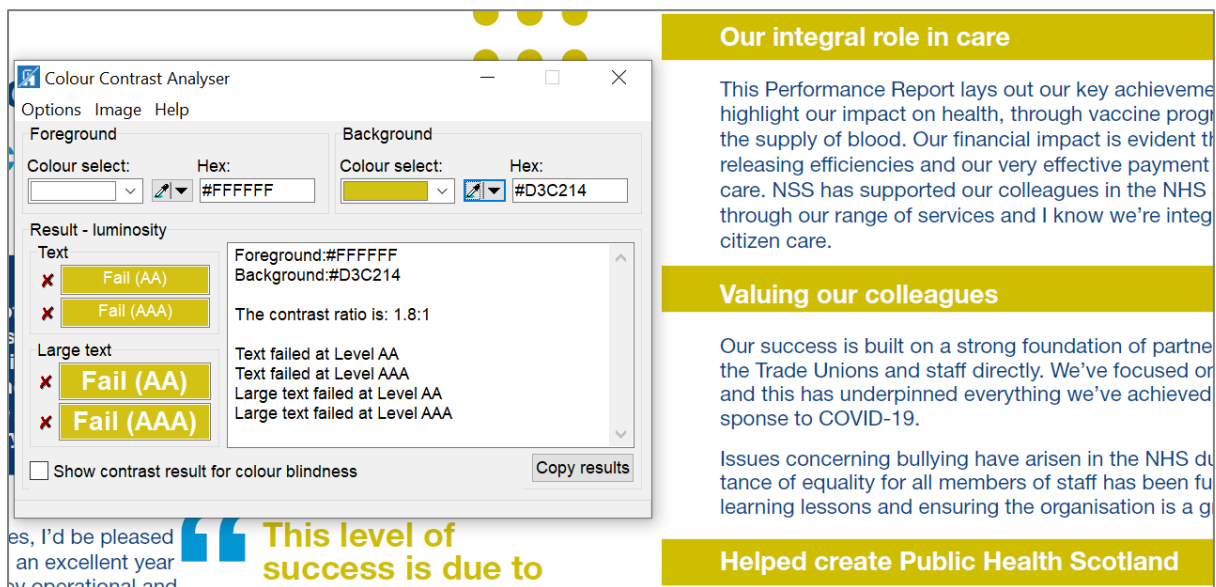 Colour Contrast Analyser
Options Image Help
Foreground
Background
Colour select:
Hex:
Colour select:
Hex:
#FFFFFF
#D3C214
Result - luminosity
Text
Fail (AA)
Fail (AAA)
Large text
Fail (AA)
Fail (AAA)
Foreground:#FFFFFF
Background:#D3C214
The contrast ratio is: 1.8:1
Text failed at Level AA
Text failed at Level AAA
Large text failed at Level AA
Large text failed at Level AAA
Show contrast result for colour blindness
Copy results
es, I'd be pleased
an excellent year
operational and
“
This level of
success is due to
Our integral role in care
This Performance Report lays out our key achieveme
highlight our impact on health, through vaccine progr
the supply of blood. Our financial impact is evident th
releasing efficiencies and our very effective payment
care. NSS has supported our colleagues in the NHS
through our range of services and I know we're integ
citizen care.
Valuing our colleagues
Our success is built on a strong foundation of partne
the Trade Unions and staff directly. We've focused or
and this has underpinned everything we've achieved
sponse to COVID-19.
Issues concerning bullying have arisen in the NHS du
tance of equality for all members of staff has been fu
learning lessons and ensuring the organisation is a g
Helped create Public Health Scotland